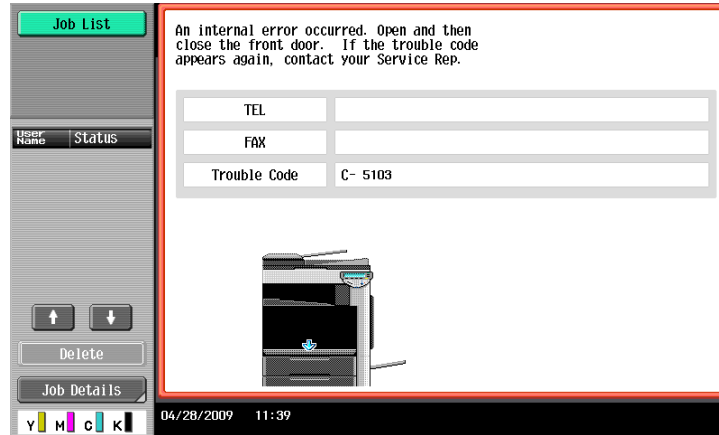 Job List
User Name Status
Delete
Job Details
Y M C K
An internal error occurred. Open and then
close the front door. If the trouble code
appears again, contact your Service Rep.
TEL
FAX
Trouble Code C- 5103
04/28/2009 11:39